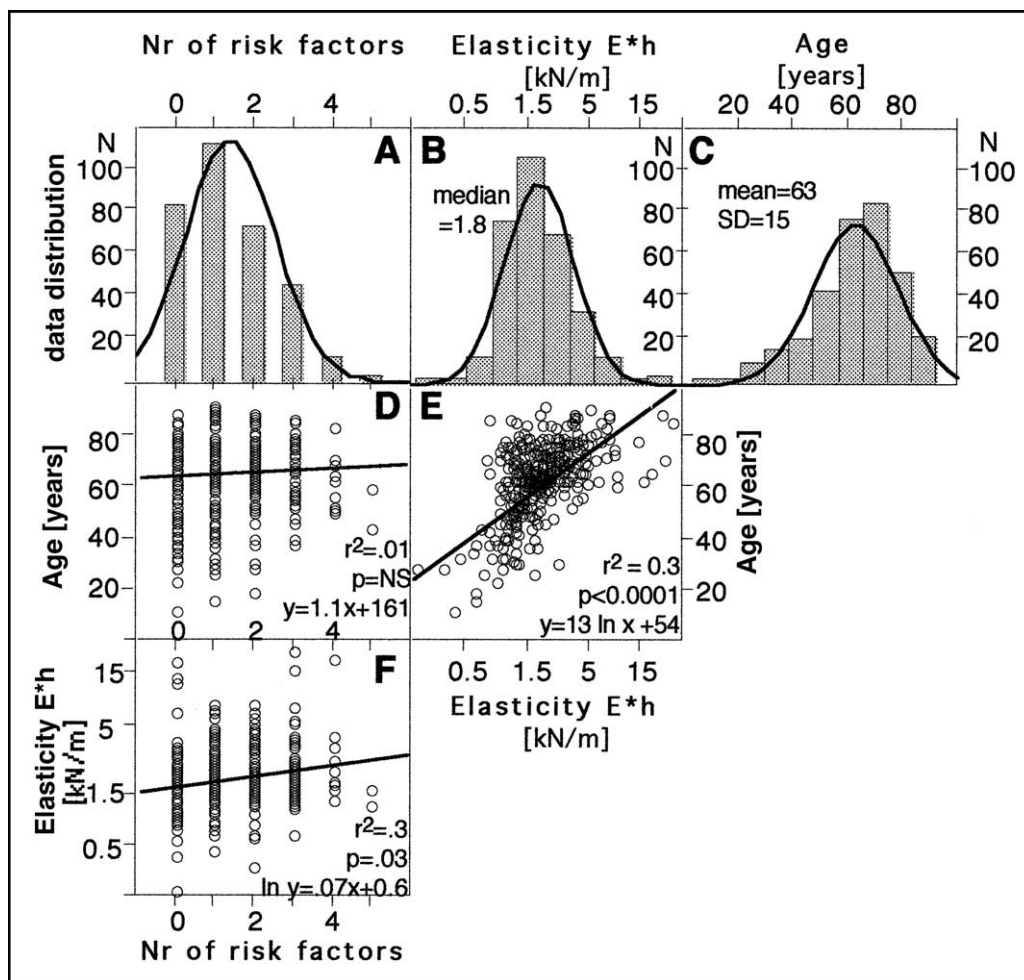 Nr of risk factors
Elasticity E*h
[kN/m]
Age
[years]
0 2 4
0.5 1.5 5 15
20 40 60 80
data distribution
N
100
80
60
40
20
A
B
median
=1.8
N
100
80
60
40
20
C
mean=63
SD=15
N
100
80
60
40
20
Age [years]
80
60
40
20
D
r2=.01
p=NS
y=1.1x+161
0 2 4
E
r2 = 0.3
p<0.0001
y=13 ln x +54
80
60
40
20
Age [years]
0.5 1.5 5 15
Elasticity E*h
[kN/m]
Elasticity E*h
[kN/m]
15
5
1.5
0.5
F
r2=.3
p=.03
ln y=.07x+0.6
0 2 4
Nr of risk factors